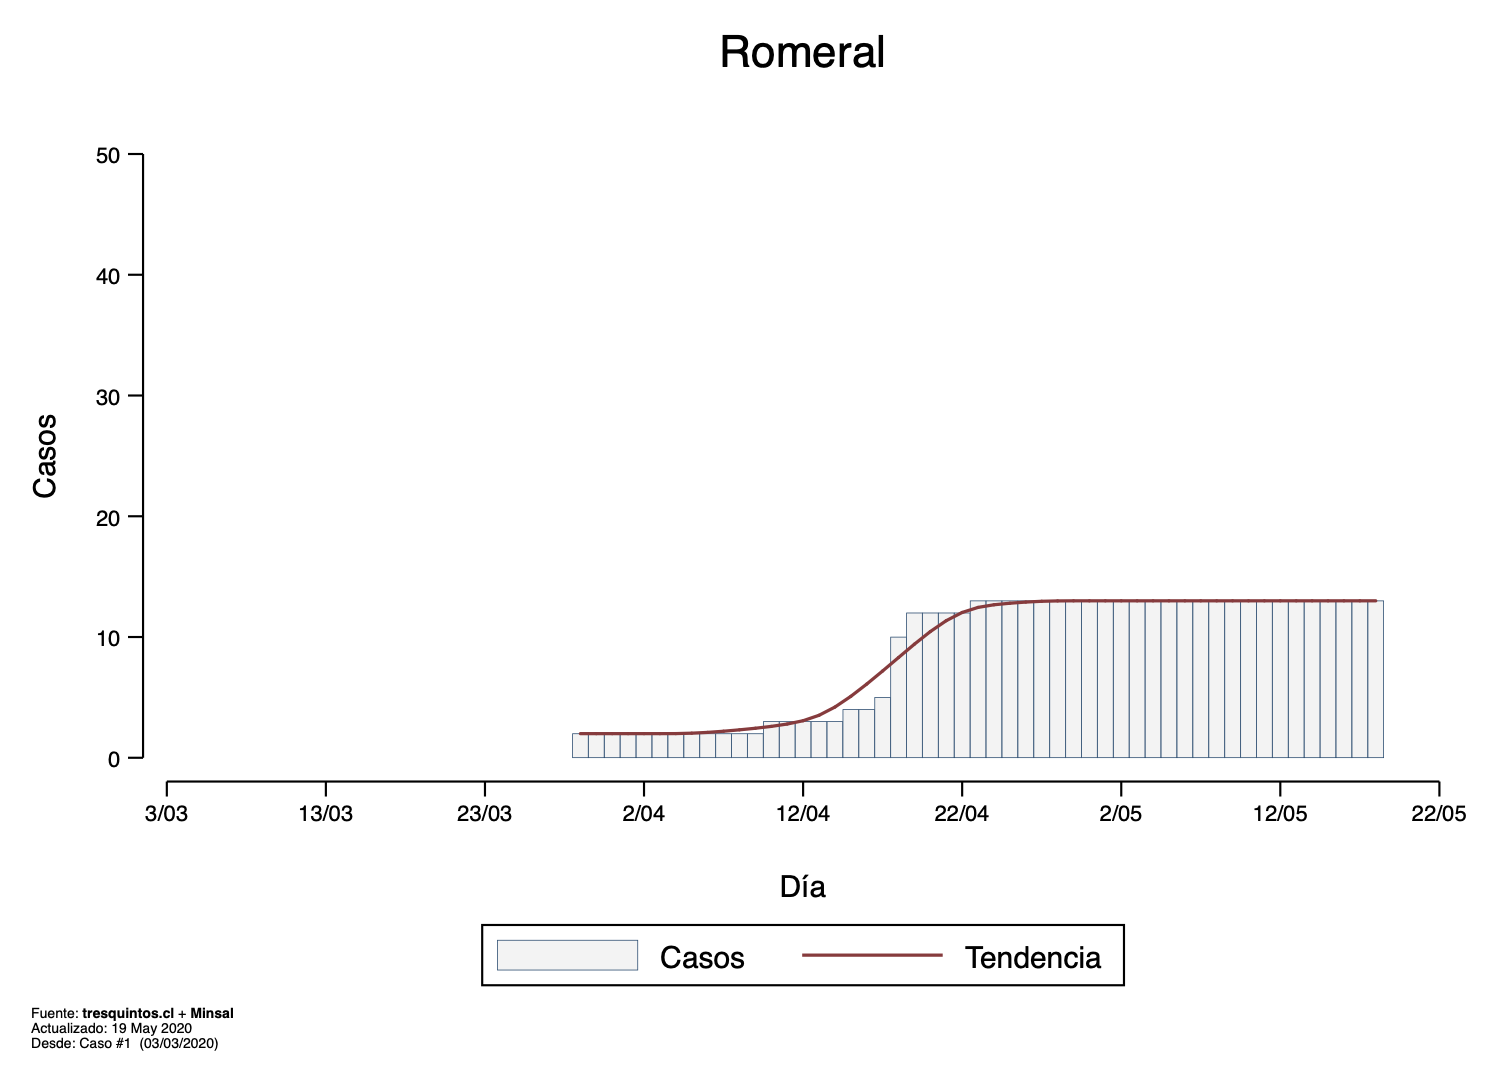 Romeral
50
40
30
20
10
0
Casos
3/03 13/03 23/03 2/04 12/04 22/04 2/05 12/05 22/05
Día
Casos Tendencia
Fuente: tresquintos.cl + Minsal
Actualizado: 19 May 2020
Desde: Caso #1 (03/03/2020)